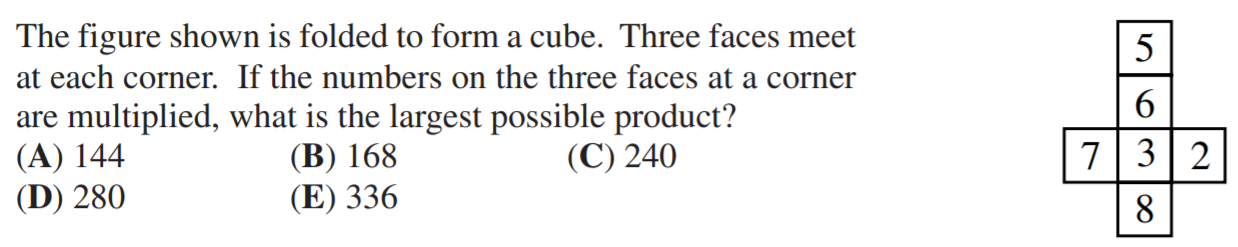 The figure shown is folded to form a cube. Three faces meet
at each corner. If the numbers on the three faces at a corner
are multiplied, what is the largest possible product?
(A) 144 (B) 168 (C) 240
(D) 280 (E) 336
5
6
7 3 2
8